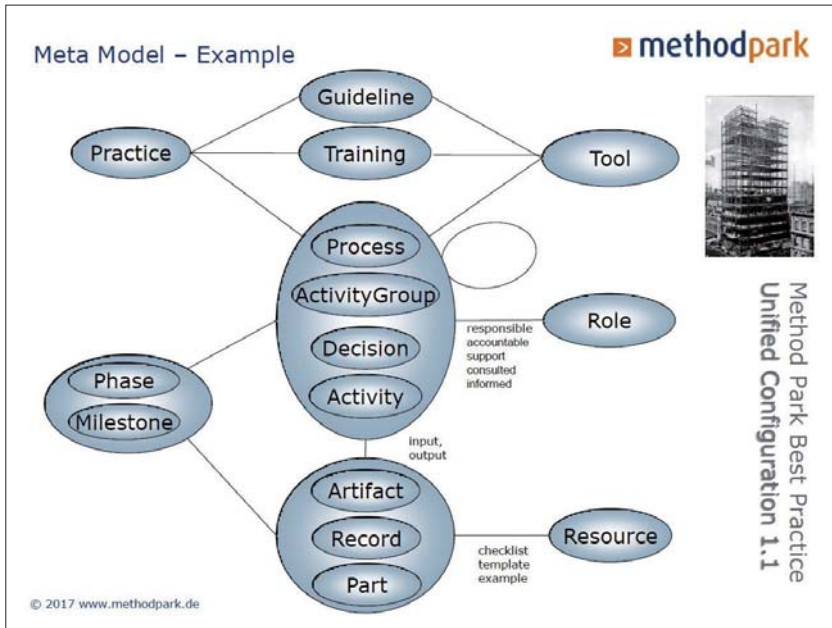 Meta Model – Example
methodpark
Guideline
Practice
Training
Tool
Process
ActivityGroup
Decision
Activity
responsible
accountable
support
consulted
informed
Role
Phase
Milestone
input,
output
Artifact
Record
Part
checklist
template
example
Resource
Method Park Best Practice
Unified Configuration 1.1
© 2017 www.methodpark.de